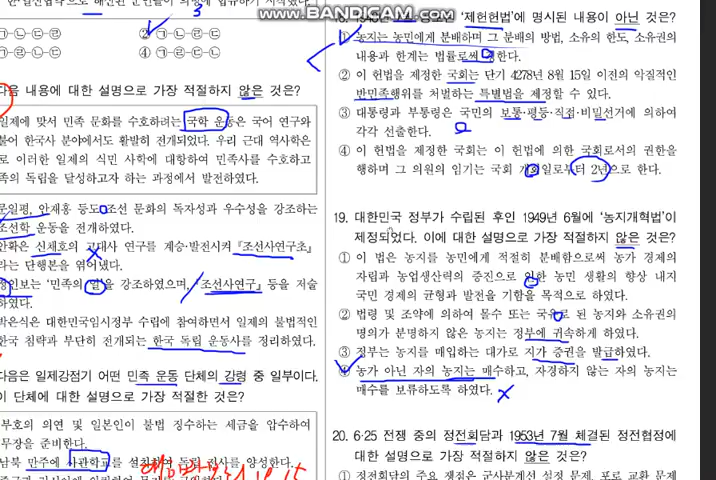 ㉠-㉡-㉢-㉣
②㉠-㉡-㉣-㉢
㉠-㉢-㉡-㉣
④㉠-㉢-㉣-㉡
다음 내용에 대한 설명으로 가장 적절하지 않은 것은?
일제에 맞서 민족 문화를 수호하려는 국학 운동은 국어 연구와
불어 한국사 분야에서도 활발히 전개되었다. 우리 근대 역사학은
로 이러한 일제의 식민 사학에 대항하여 민족사를 수호하고
족의 독립을 달성하고자 하는 과정에서 발전하였다.
문일평, 안재홍 등도 조선 문화의 독자성과 우수성을 강조하는
조선학 운동을 전개하였다.
안확은 신채호의 고대사 연구를 계승·발전시켜 『조선사연구초』
라는 단행본을 엮어냈다.
정인보는 ‘민족의 얼’을 강조하였으며, 『조선사연구』 등을 저술
하였다.
박은식은 대한민국임시정부 수립에 참여하면서 일제의 불법적인
한국 침략과 부단히 전개되는 한국 독립 운동사를 정리하였다.
다음은 일제강점기 어떤 민족 운동 단체의 강령 중 일부이다.
이 단체에 대한 설명으로 가장 적절한 것은?
부호의 의연 및 일본인이 불법 징수하는 세금을 압수하여
무장을 준비한다.
남북 만주에 사관학교를 설치하여 독립 전사를 양성한다.
BANDICAM.COM
‘제헌헌법’에 명시된 내용이 아닌 것은?
① 농지는 농민에게 분배하며 그 분배의 방법, 소유의 한도, 소유권의
내용과 한계는 법률로써 정한다.
② 이 헌법을 제정한 국회는 단기 4278년 8월 15일 이전의 악질적인
반민족행위를 처벌하는 특별법을 제정할 수 있다.
③ 대통령과 부통령은 국민의 보통·평등·직접·비밀선거에 의하여
각각 선출한다.
④ 이 헌법을 제정한 국회는 이 헌법에 의한 국회로서의 권한을
행하며 그 의원의 임기는 국회 개회일로부터 2년으로 한다.
19. 대한민국 정부가 수립된 후인 1949년 6월에 ‘농지개혁법’이
제정되었다. 이에 대한 설명으로 가장 적절하지 않은 것은?
① 이 법은 농지를 농민에게 적절히 분배함으로써 농가 경제의
자립과 농업생산력의 증진으로 인한 농민 생활의 향상 내지
국민 경제의 균형과 발전을 기함을 목적으로 하였다.
② 법령 및 조약에 의하여 몰수 또는 국유로 된 농지와 소유권의
명의가 분명하지 않은 농지는 정부에 귀속하게 하였다.
③ 정부는 농지를 매입하는 대가로 지가 증권을 발급하였다.
④ 농가 아닌 자의 농지는 매수하고, 자경하지 않는 자의 농지는
매수를 보류하도록 하였다.
20. 6·25 전쟁 중의 정전회담과 1953년 7월 체결된 정전협정에
대한 설명으로 가장 적절하지 않은 것은?
① 정전회담의 주요 쟁점은 군사분계선 설정 문제, 포로 교환 문제